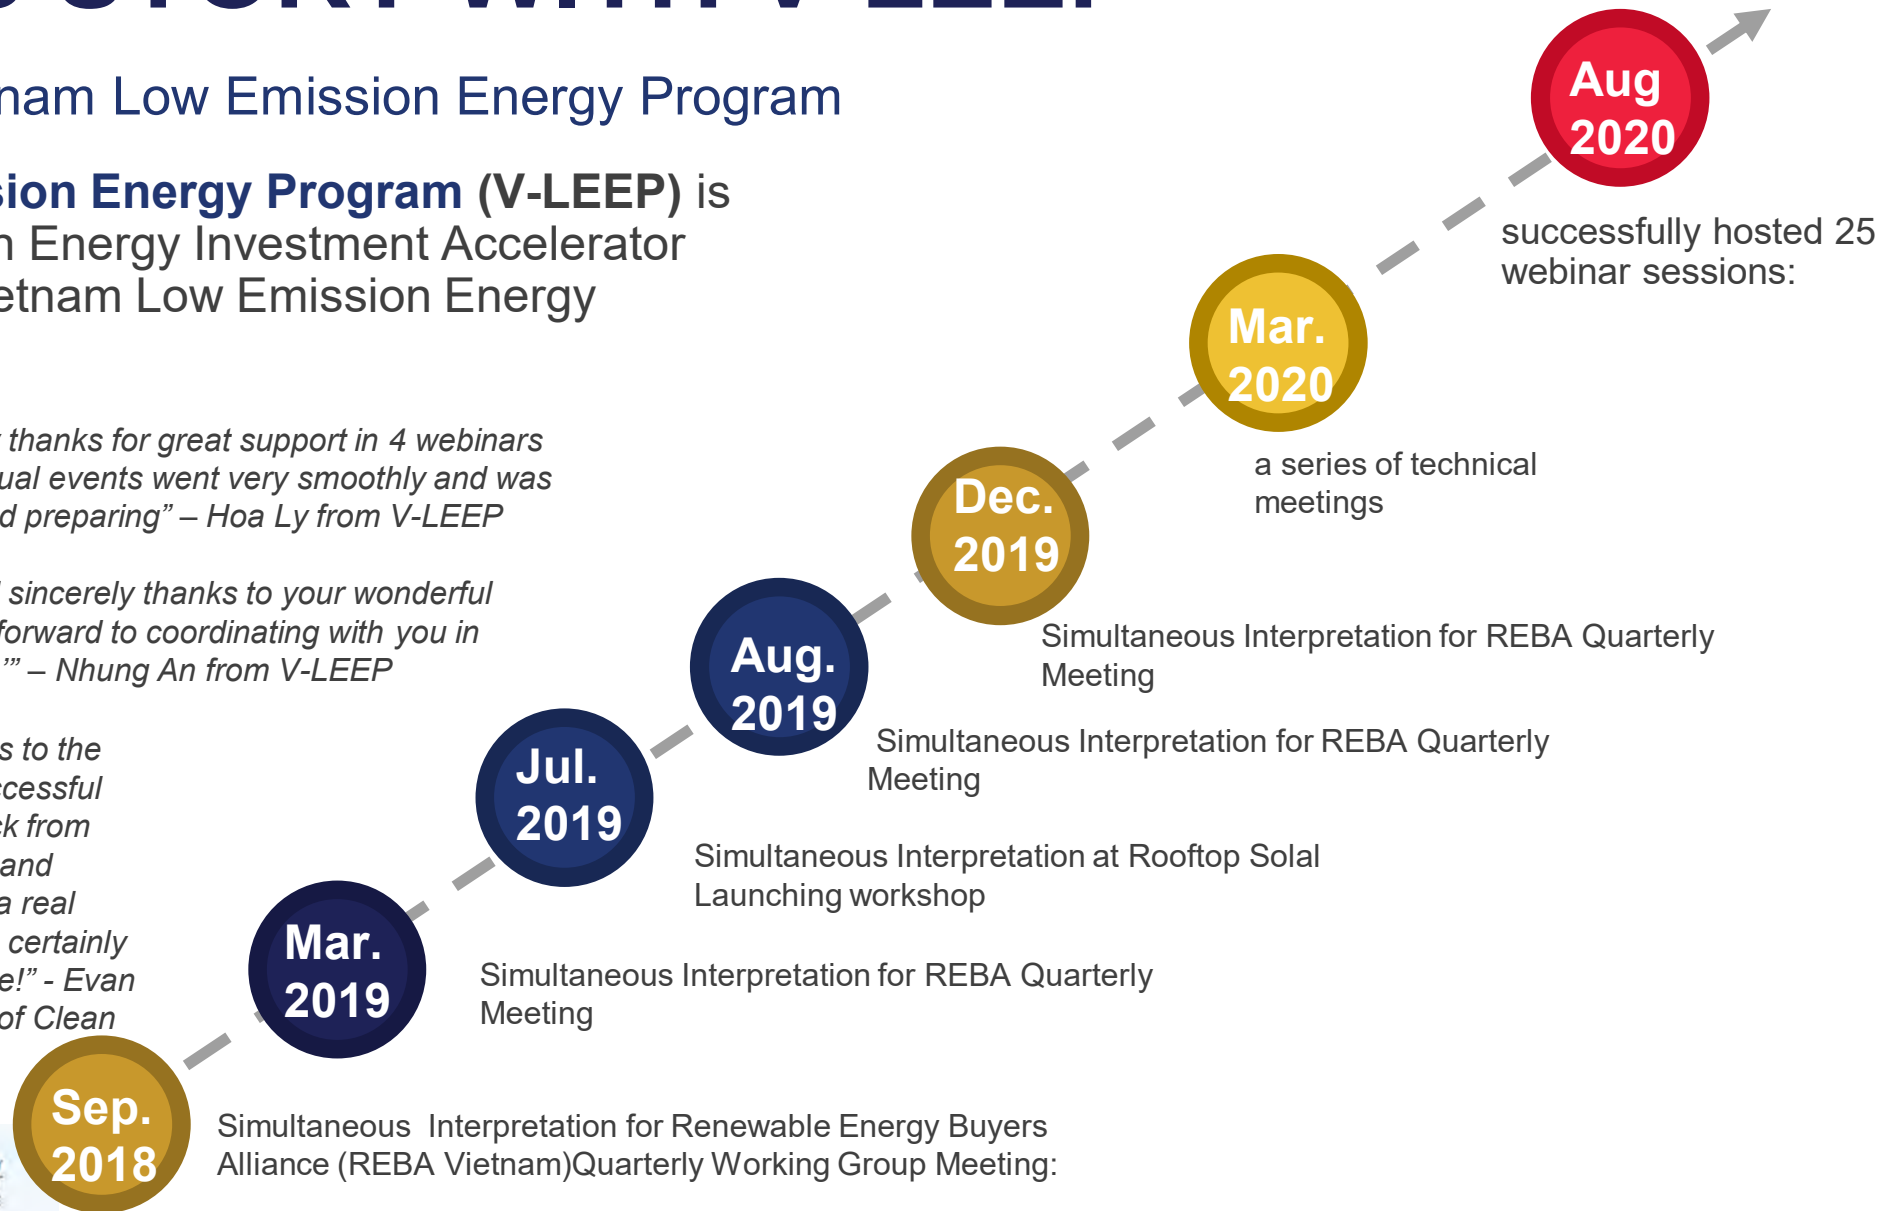 STORY WITH V-LEEP
nam Low Emission Energy Program
sion Energy Program (V-LEEP) is
n Energy Investment Accelerator
etnam Low Emission Energy
thanks for great support in 4 webinars
ual events went very smoothly and was
d preparing” – Hoa Ly from V-LEEP
sincerely thanks to your wonderful
forward to coordinating with you in
’” – Nhung An from V-LEEP
s to the
ccessful
ck from
and
a real
certainly
e!” - Evan
of Clean
Sep.
2018
Simultaneous  Interpretation for Renewable Energy Buyers
Alliance (REBA Vietnam)Quarterly Working Group Meeting:
Mar.
2019
Simultaneous Interpretation for REBA Quarterly
Meeting
Jul.
2019
Simultaneous Interpretation at Rooftop Solal
Launching workshop
Aug.
2019
Simultaneous Interpretation for REBA Quarterly
Meeting
Dec.
2019
Simultaneous Interpretation for REBA Quarterly
Meeting
Mar.
2020
a series of technical
meetings
Aug
2020
successfully hosted 25
webinar sessions: